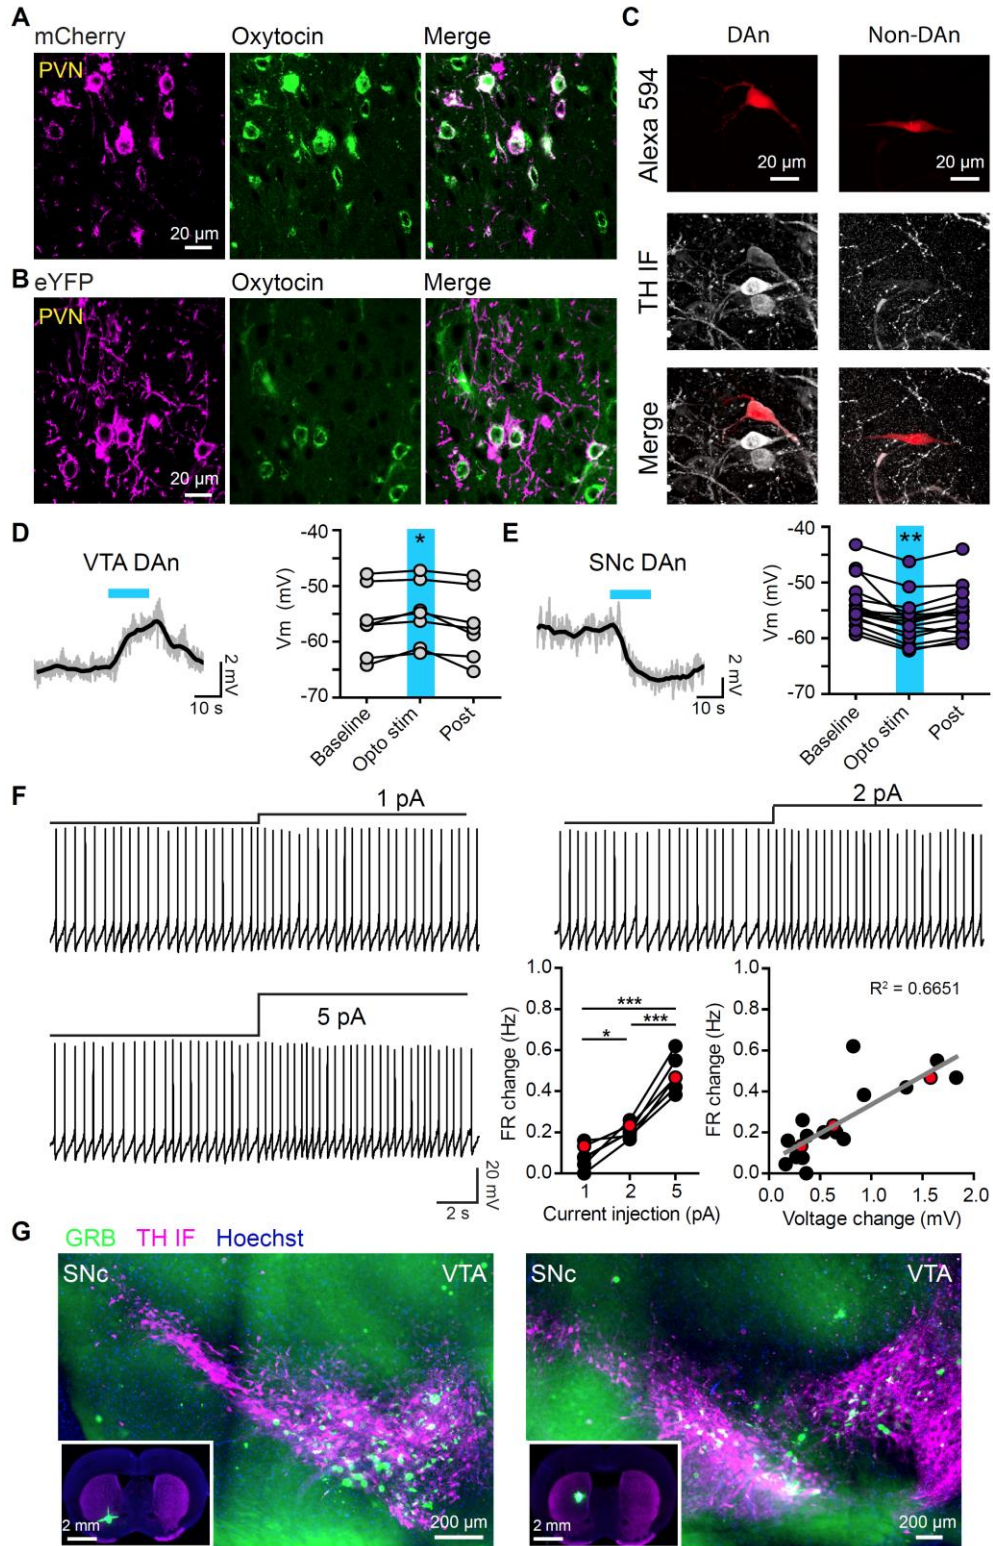 A
mCherry Oxytocin Merge
PVN
20 µm
B
eYFP Oxytocin Merge
PVN
20 µm
C
DAn Non-DAn
Alexa 594
20 µm 20 µm
TH IF
Merge
D
VTA DAn
2 mV
10 s
Vm (mV)
-40
*
-50
-60
-70
Baseline
Opto stim
Post
E
SNc DAn
2 mV
10 s
Vm (mV)
-40
**
-50
-60
-70
Baseline
Opto stim
Post
F
1 pA
2 pA
5 pA
20 mV
2 s
FR change (Hz)
1.0
0.8
0.6
0.4
0.2
0.0
***
* ***
1 2 5
Current injection (pA)
FR change (Hz)
1.0
0.8
0.6
0.4
0.2
0.0
R² = 0.6651
0.0 0.5 1.0 1.5 2.0
Voltage change (mV)
G
GRB TH IF Hoechst
SNc VTA
2 mm
200 µm
SNc VTA
2 mm
200 µm